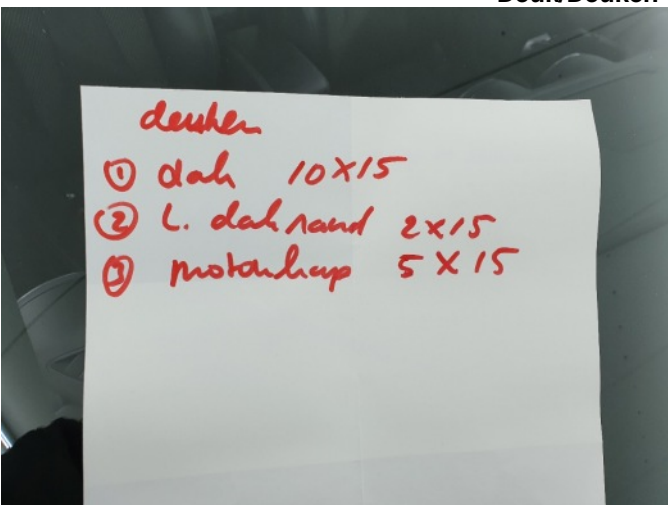 deuken
① dak 10x15
② L. dakrand 2x15
③ motorkap 5x15